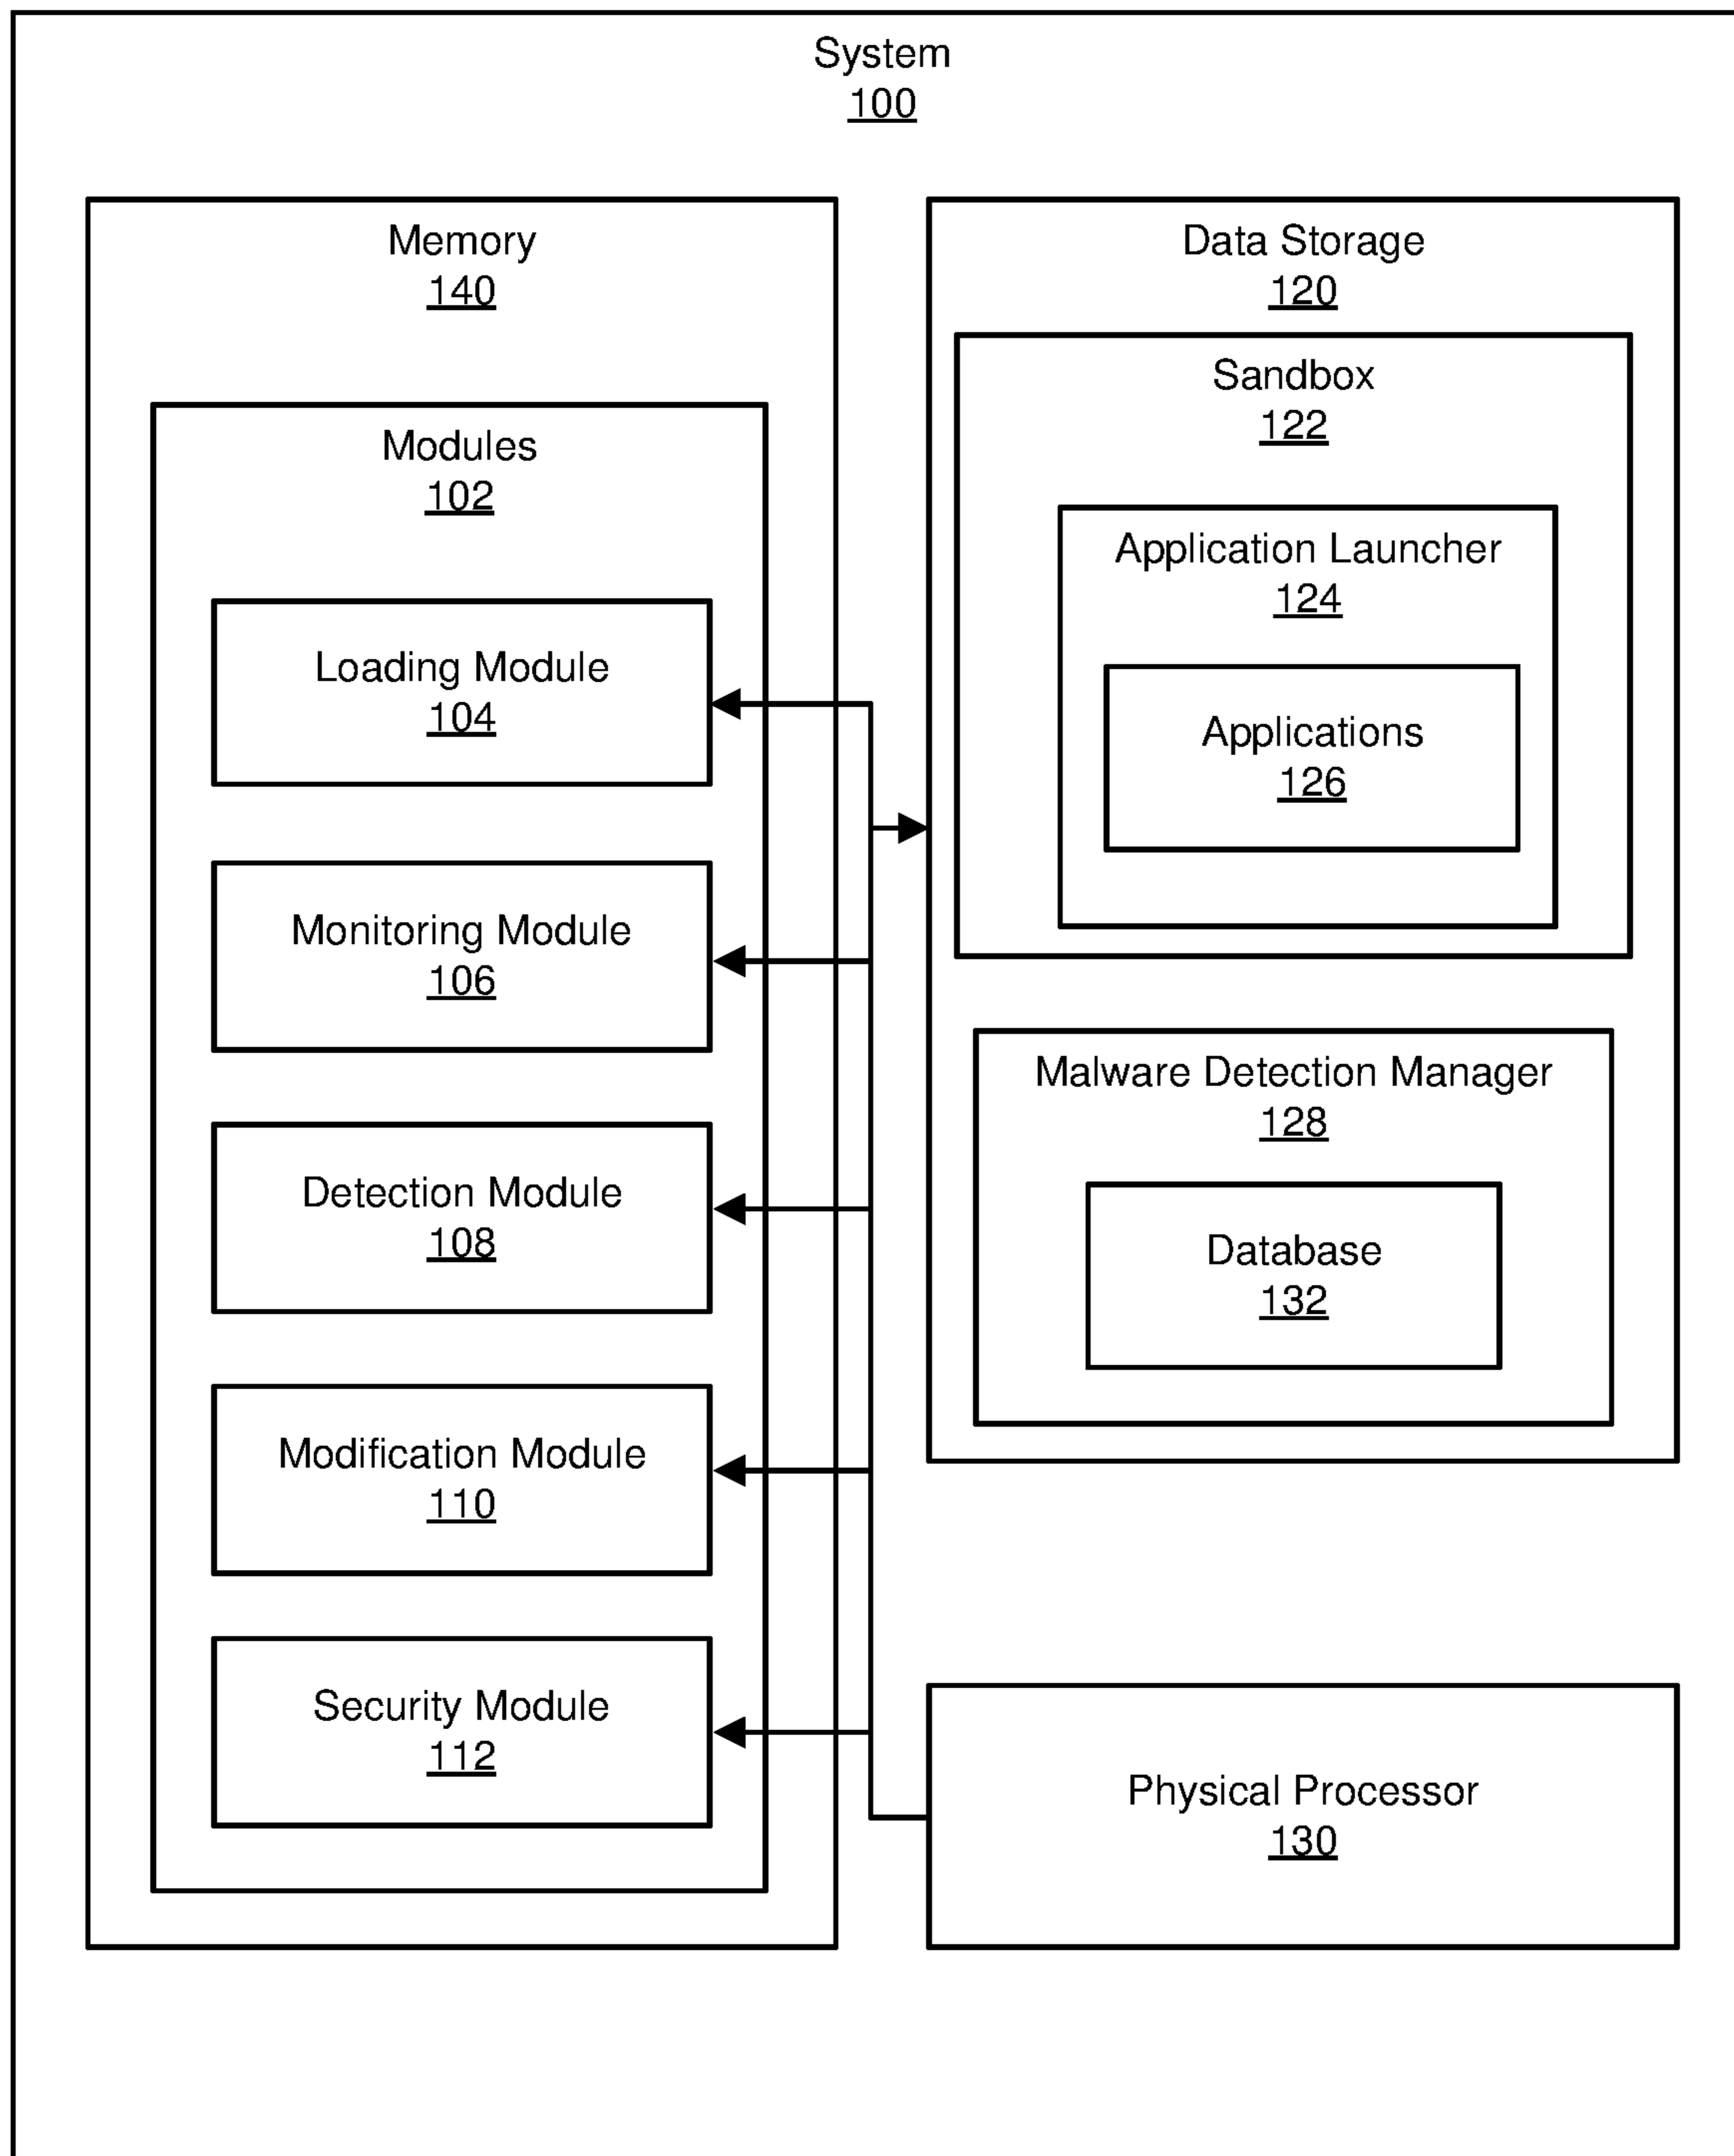 System
100
Memory
140
Modules
102
Loading Module
104
Monitoring Module
106
Detection Module
108
Modification Module
110
Security Module
112
Data Storage
120
Sandbox
122
Application Launcher
124
Applications
126
Malware Detection Manager
128
Database
132
Physical Processor
130